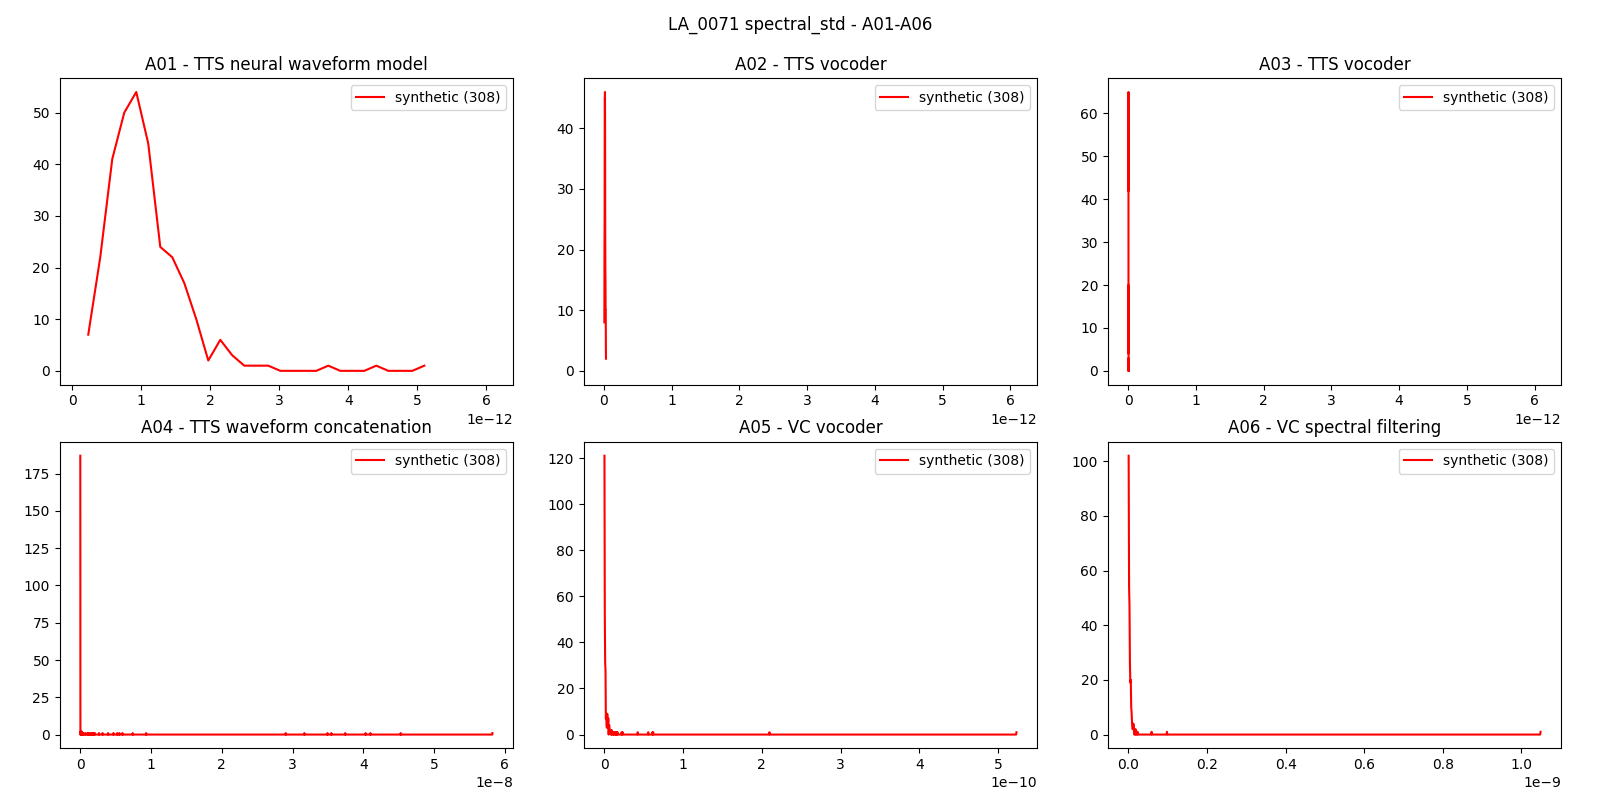 LA_0071 spectral_std - A01-A06
A01 - TTS neural waveform model
synthetic (308)
50
40
30
20
10
0
0 1 2 3 4 5 6
1e−12
A02 - TTS vocoder
synthetic (308)
40
30
20
10
0
0 1 2 3 4 5 6
1e−12
A03 - TTS vocoder
synthetic (308)
60
50
40
30
20
10
0
0 1 2 3 4 5 6
1e−12
A04 - TTS waveform concatenation
synthetic (308)
175
150
125
100
75
50
25
0
0 1 2 3 4 5 6
1e−8
A05 - VC vocoder
synthetic (308)
120
100
80
60
40
20
0
0 1 2 3 4 5
1e−10
A06 - VC spectral filtering
synthetic (308)
100
80
60
40
20
0
0.0 0.2 0.4 0.6 0.8 1.0
1e−9